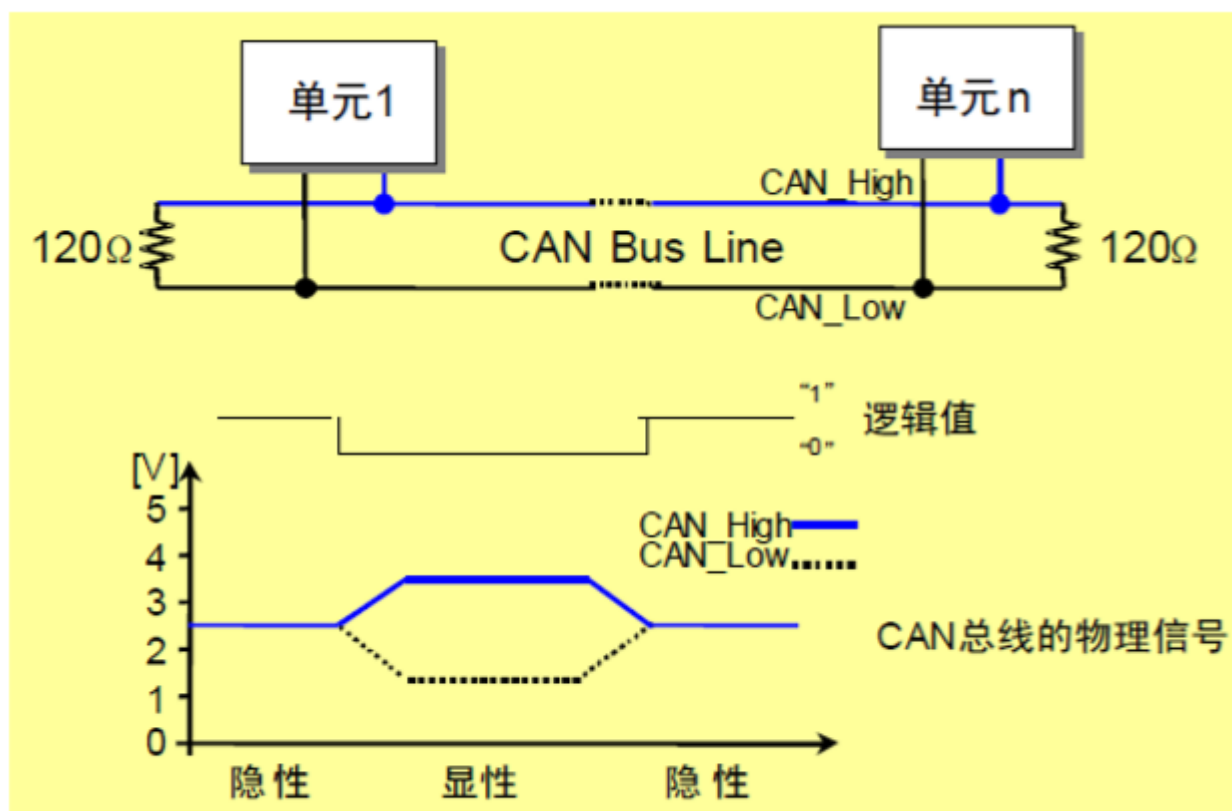 单元1
单元n
CAN_High
120Ω
CAN Bus Line
120Ω
CAN_Low
“1”
逻辑值
“0”
[V]
5
CAN_High
4
CAN_Low
3
CAN总线的物理信号
2
1
0
隐性
显性
隐性